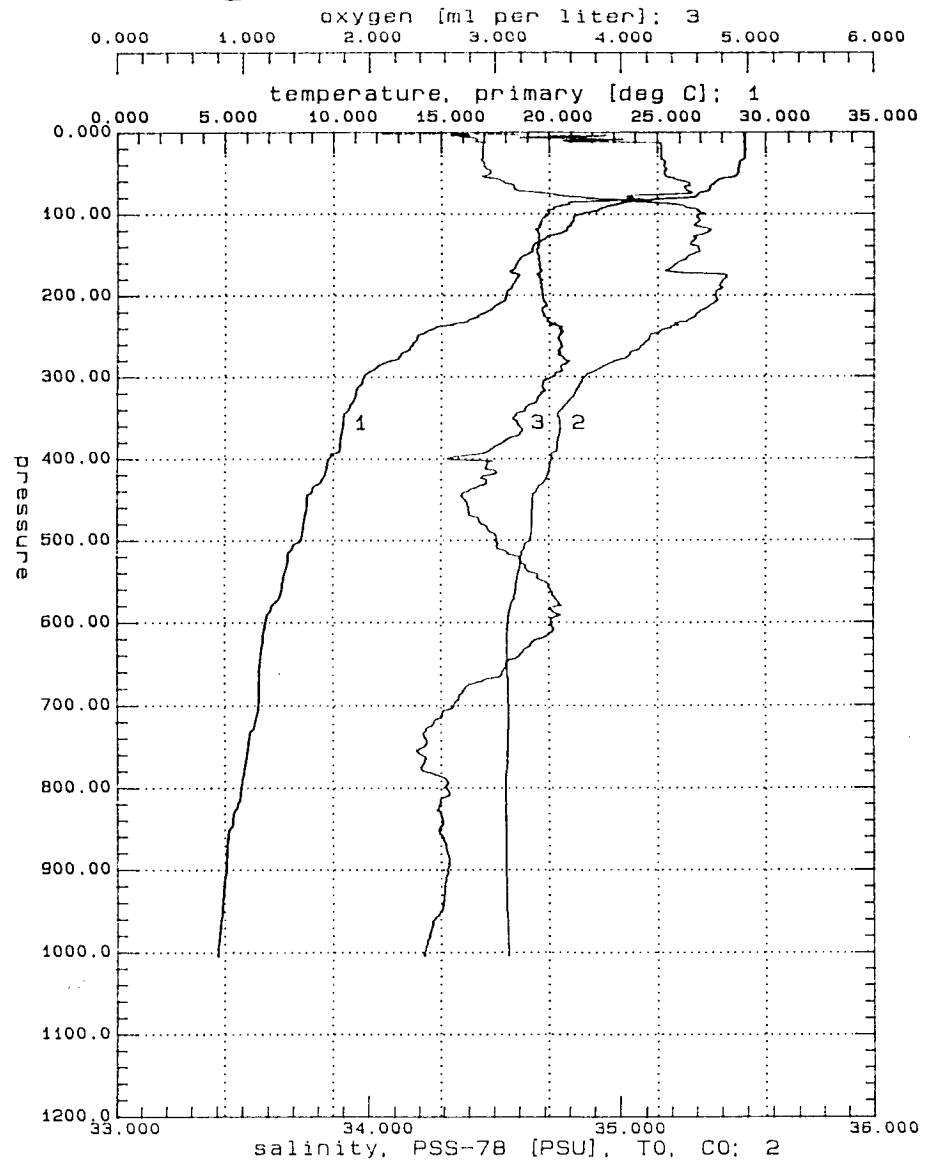 oxygen [ml per liter]; 3
0.000 1.000 2.000 3.000 4.000 5.000 6.000
temperature, primary [deg C]; 1
0.000 5.000 10.000 15.000 20.000 25.000 30.000 35.000
0.000
100.00
200.00
300.00
1 3 2
400.00
pressure
500.00
600.00
700.00
800.00
900.00
1000.0
1100.0
1200.0
33.000 34.000 35.000 36.000
salinity, PSS-78 [PSU], T0, C0; 2